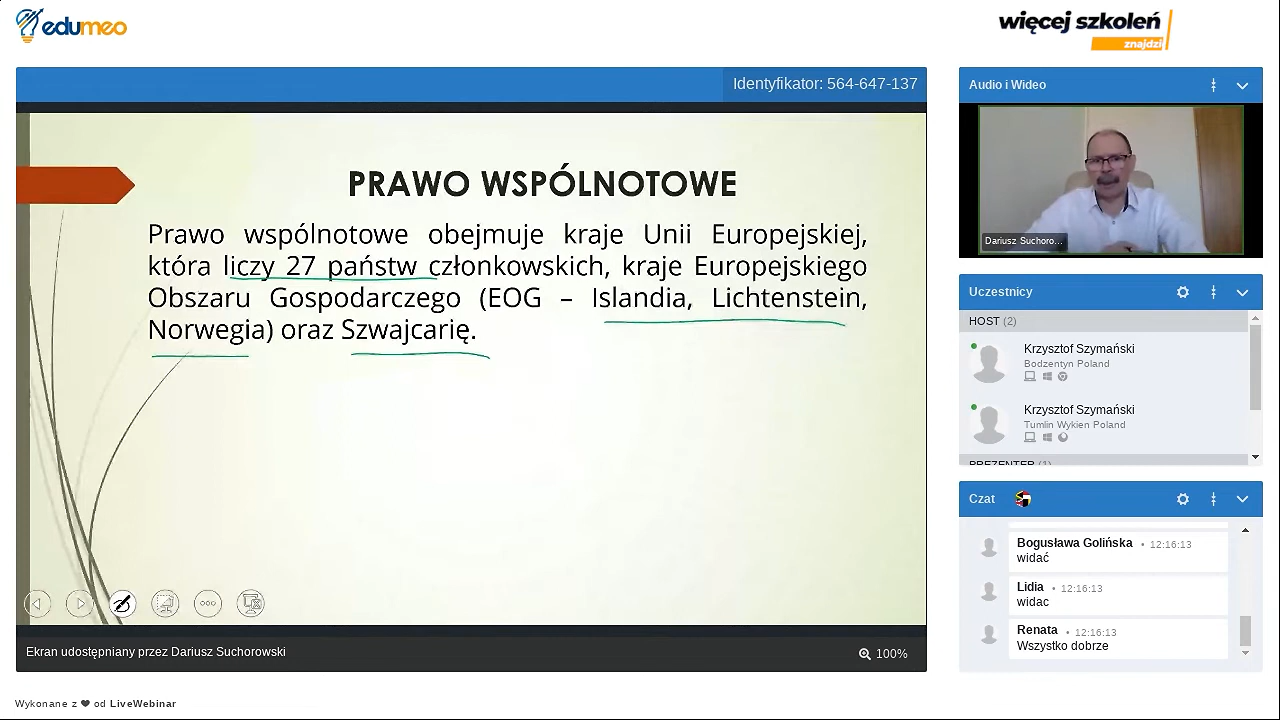 edumeo
więcej szkoleń
znajdź
Identyfikator: 564-647-137
PRAWO WSPÓLNOTOWE
Prawo wspólnotowe obejmuje kraje Unii Europejskiej,
która liczy 27 państw członkowskich, kraje Europejskiego
Obszaru Gospodarczego (EOG – Islandia, Lichtenstein,
Norwegia) oraz Szwajcarię.
Ekran udostępniany przez Dariusz Suchorowski
100%
Wykonane z od LiveWebinar
Audio i Wideo
Dariusz Suchoro...
Uczestnicy
HOST (2)
Krzysztof Szymański
Bodzentyn Poland
Krzysztof Szymański
Tumlin Wykien Poland
PREZENTER (1)
Czat
Bogusława Golińska • 12:16:13
widać
Lidia • 12:16:13
widac
Renata • 12:16:13
Wszystko dobrze